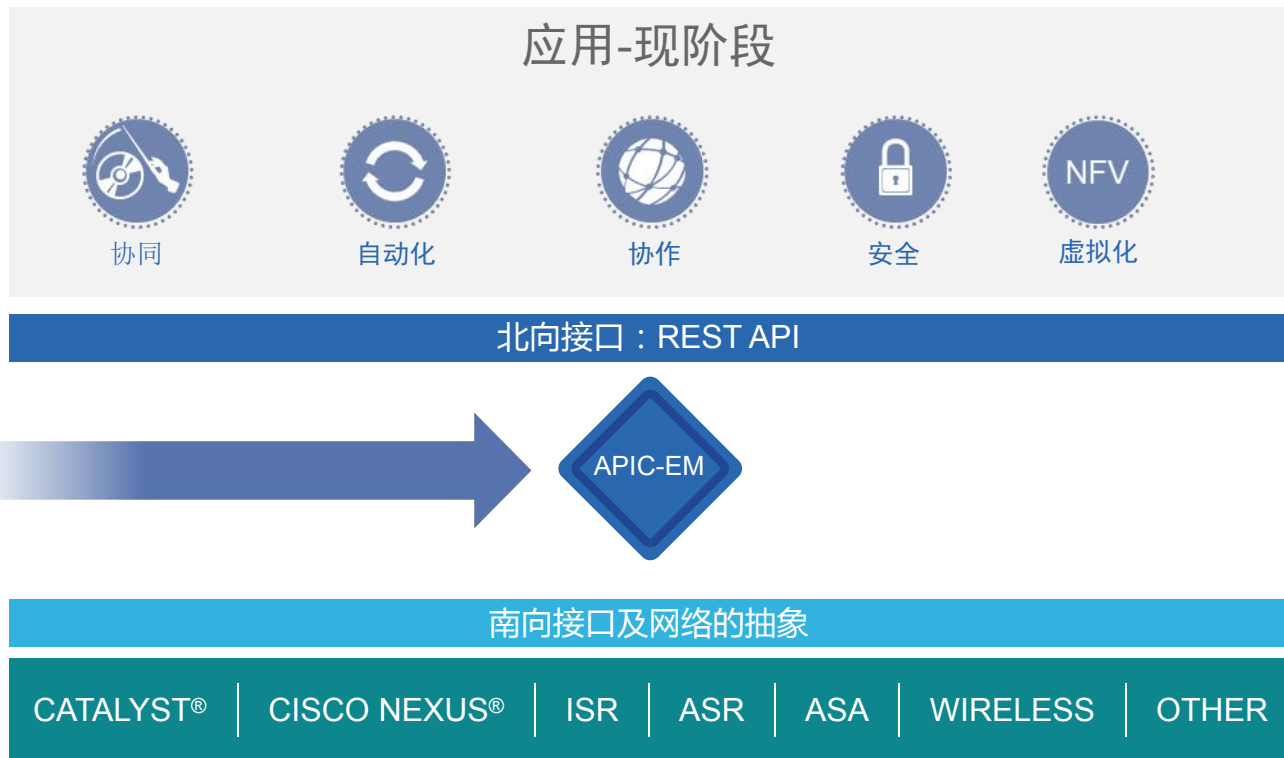 应用-现阶段
NFV
协同
自动化
协作
安全
虚拟化
北向接口：REST API
APIC-EM
南向接口及网络的抽象
CATALYST® CISCO NEXUS® ISR ASR ASA WIRELESS OTHER